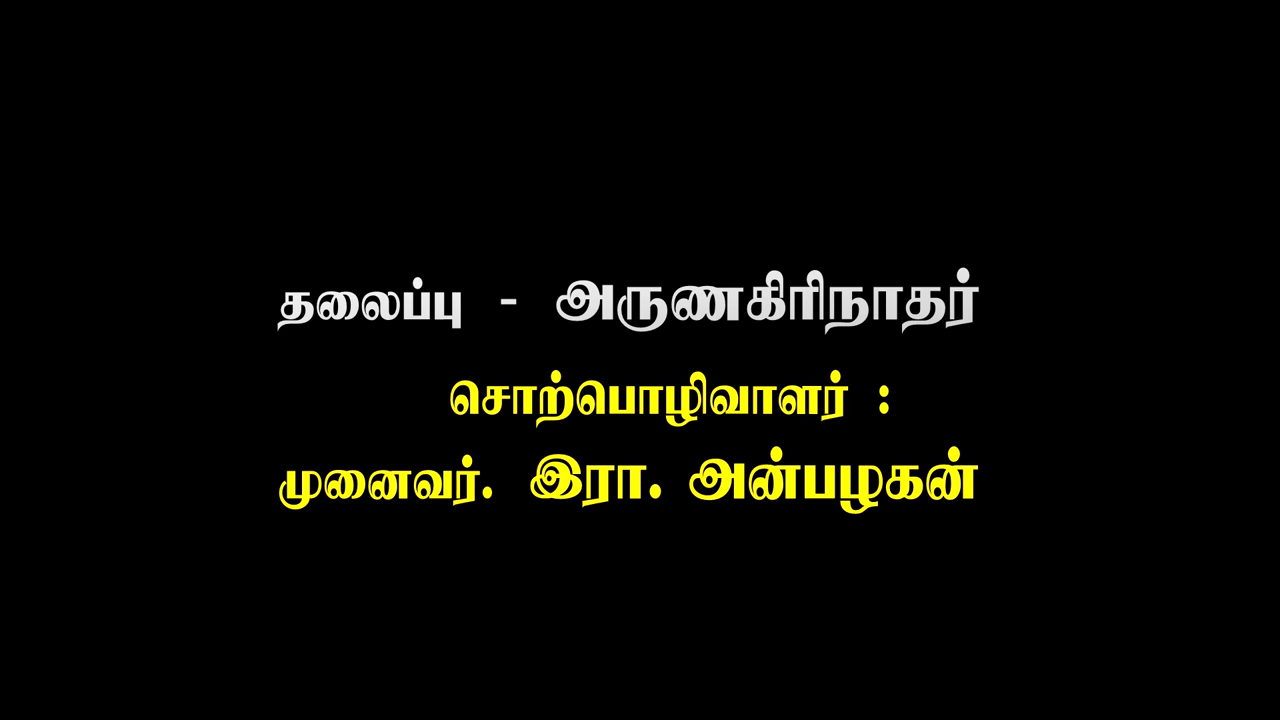 தலைப்பு - அருணகிரிநாதர்
சொற்பொழிவாளர் :
முனைவர். இரா. அன்பழகன்